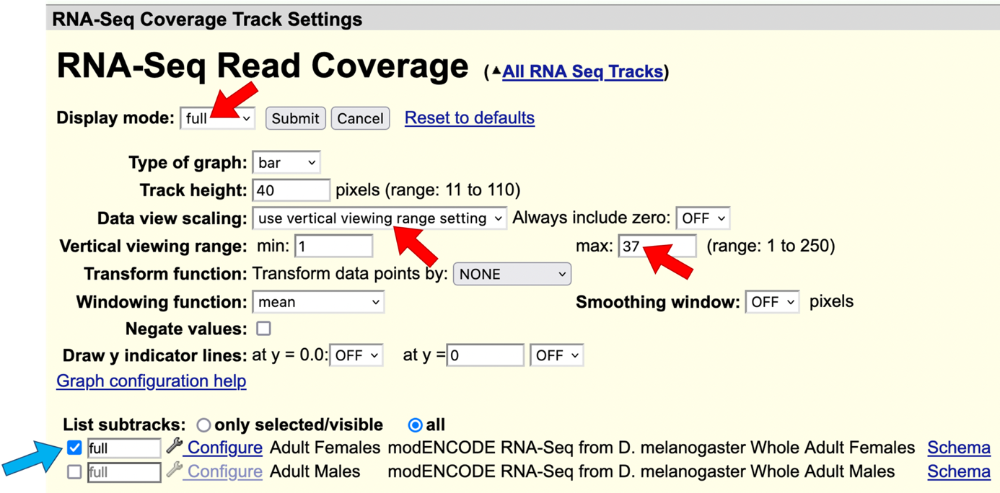 RNA-Seq Coverage Track Settings
RNA-Seq Read Coverage (▲All RNA Seq Tracks)
Display mode: full Submit Cancel Reset to defaults
Type of graph: bar
Track height: 40 pixels (range: 11 to 110)
Data view scaling: use vertical viewing range setting Always include zero: OFF
Vertical viewing range: min: 1 max: 37 (range: 1 to 250)
Transform function: Transform data points by: NONE
Windowing function: mean Smoothing window: OFF pixels
Negate values:
Draw y indicator lines: at y = 0.0: OFF at y = 0 OFF
Graph configuration help
List subtracks: only selected/visible all
full Configure Adult Females modENCODE RNA-Seq from D. melanogaster Whole Adult Females Schema
full Configure Adult Males modENCODE RNA-Seq from D. melanogaster Whole Adult Males Schema